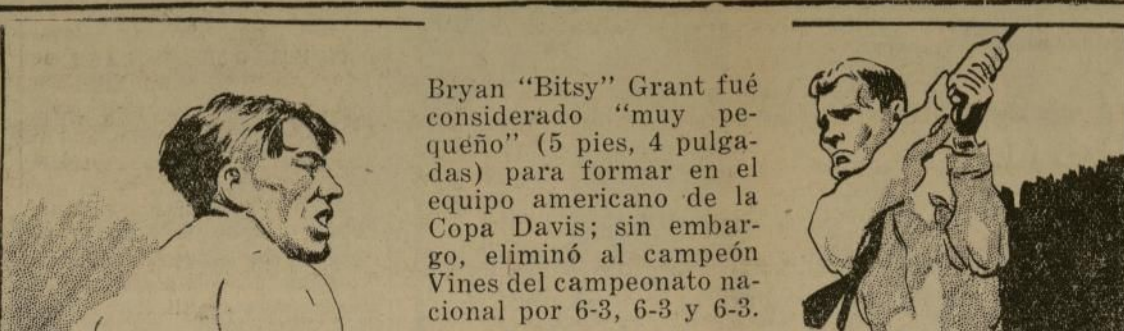 Bryan “Bitsy” Grant fué
considerado “muy pe-
queño” (5 pies, 4 pulga-
das) para formar en el
equipo americano de la
Copa Davis; sin embar-
go, eliminó al campeón
Vines del campeonato na-
cional por 6-3, 6-3 y 6-3.